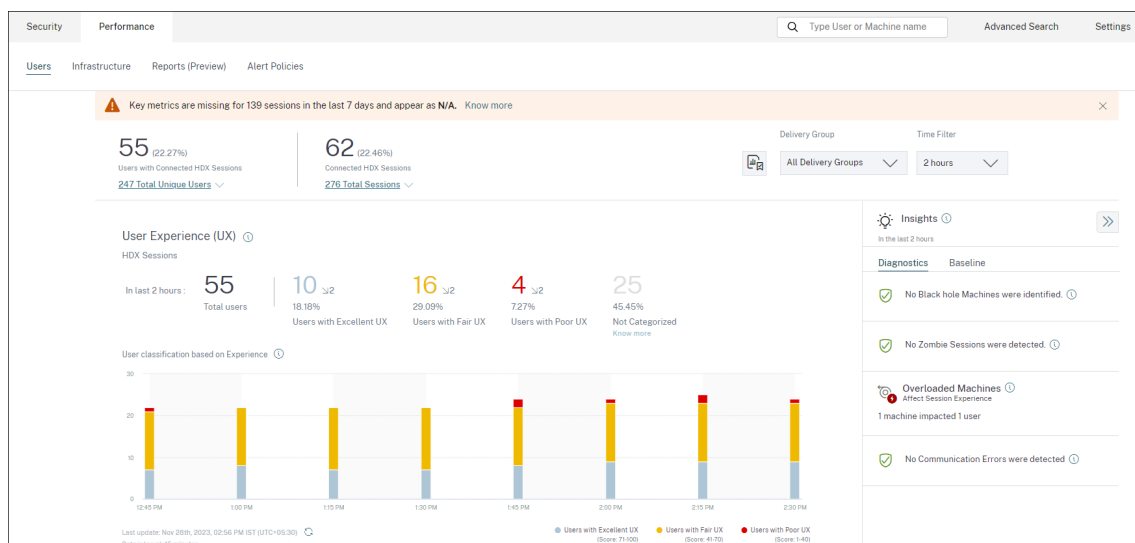 Security Performance Type User or Machine name Advanced Search Settings
Users Infrastructure Reports (Preview) Alert Policies
Key metrics are missing for 139 sessions in the last 7 days and appear as N/A. Know more
Delivery Group Time Filter
55 (22.27%) 62 (22.46%)
All Delivery Groups 2 hours
Users with Connected HDX Sessions Connected HDX Sessions
247 Total Unique Users 276 Total Sessions
User Experience (UX)
HDX Sessions
In last 2 hours : 55 10 2 16 2 4 2 25
Total users 18.18% 29.09% 7.27% 45.45%
Users with Excellent UX Users with Fair UX Users with Poor UX Not Categorized
Know more
User classification based on Experience
30
20
10
0
12:45 PM 1:00 PM 1:15 PM 1:30 PM 1:45 PM 2:00 PM 2:15 PM 2:30 PM
Last update: Nov 28th, 2023, 02:56 PM IST (UTC+05:30)
Users with Excellent UX Users with Fair UX Users with Poor UX
(Score: 71-100) (Score: 41-70) (Score: 1-40)
Insights
In the last 2 hours
Diagnostics Baseline
No Black hole Machines were identified.
No Zombie Sessions were detected.
Overloaded Machines
Affect Session Experience
1 machine impacted 1 user
No Communication Errors were detected